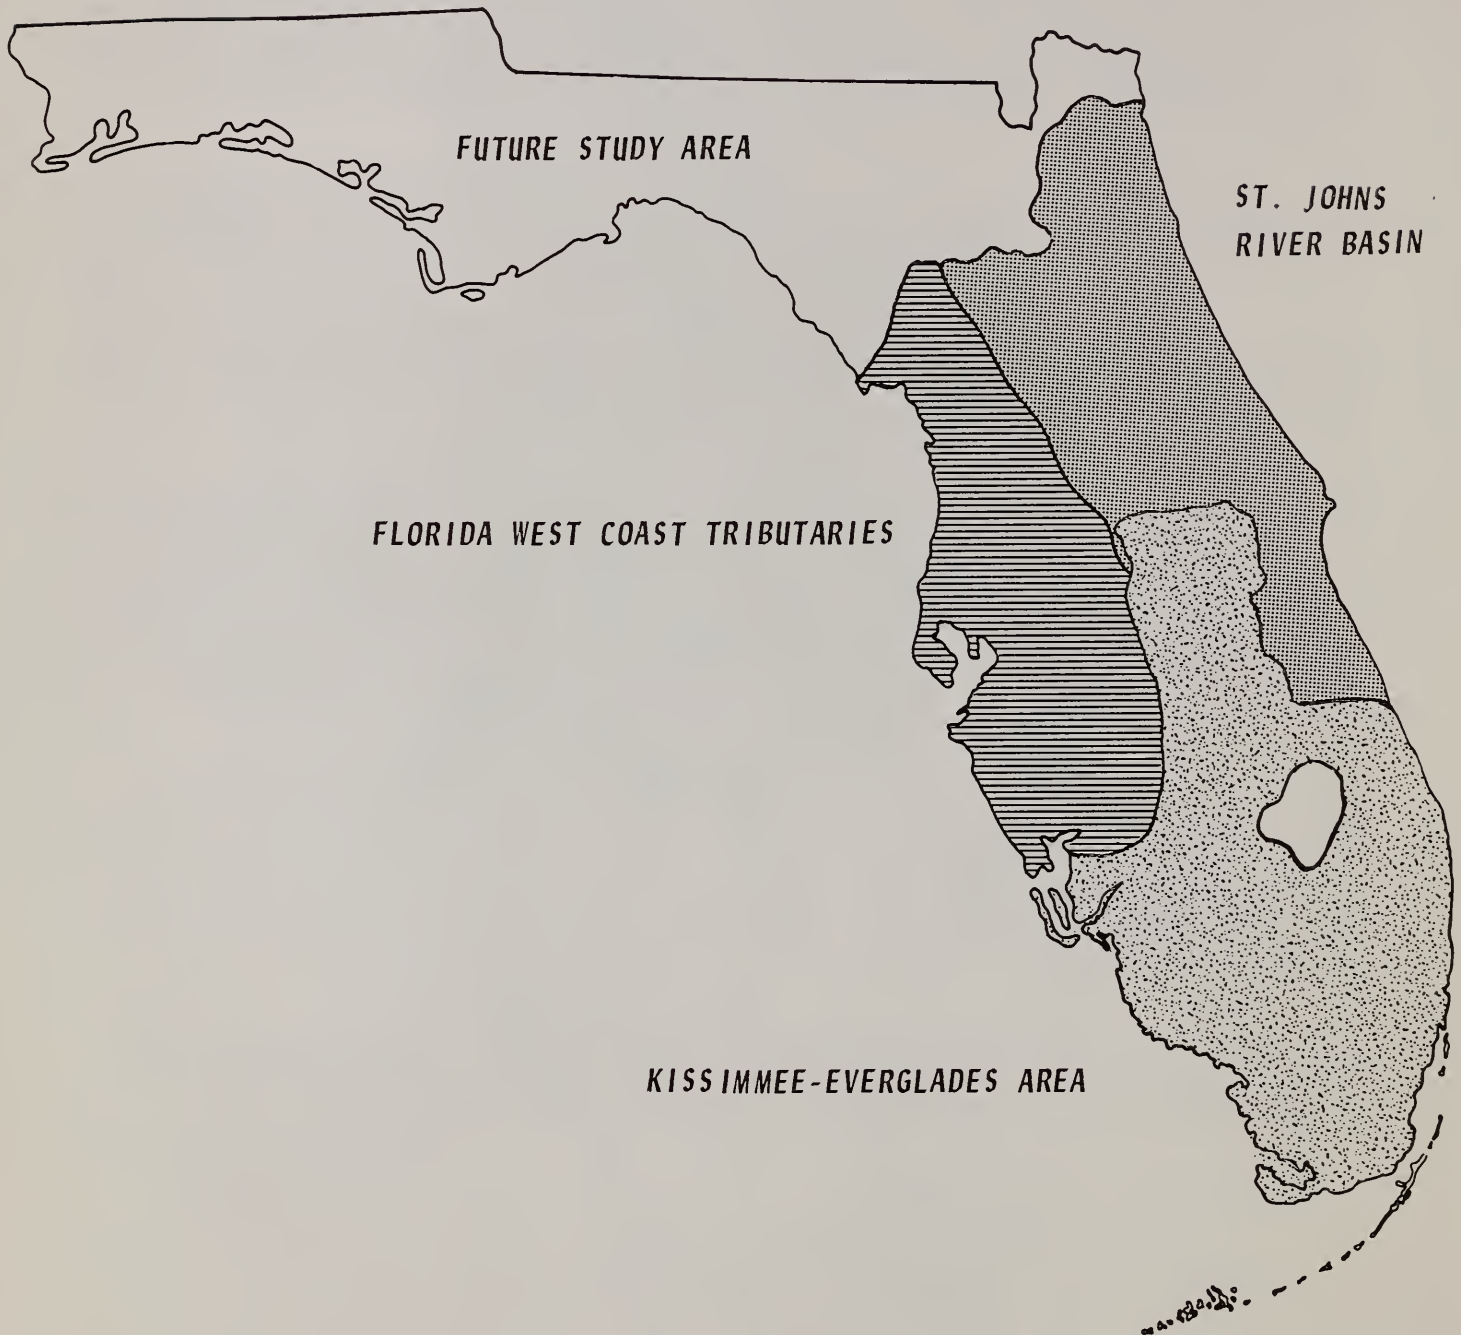 FUTURE STUDY AREA
ST. JOHNS
RIVER BASIN
FLORIDA WEST COAST TRIBUTARIES
KISSIMMEE-EVERGLADES AREA